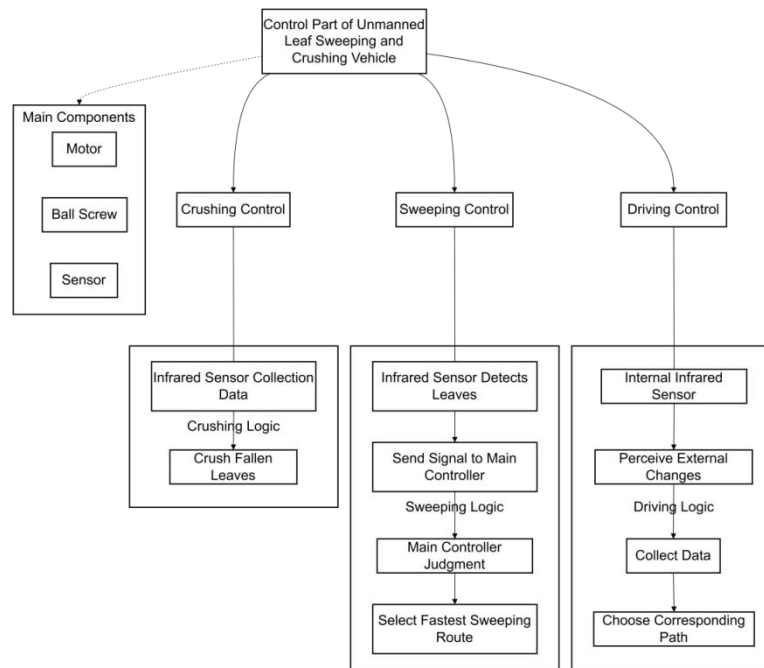 Control Part of Unmanned
Leaf Sweeping and
Crushing Vehicle
Main Components
Motor
Ball Screw
Sensor
Crushing Control
Sweeping Control
Driving Control
Infrared Sensor Collection
Data
Crushing Logic
Crush Fallen
Leaves
Infrared Sensor Detects
Leaves
Send Signal to Main
Controller
Sweeping Logic
Main Controller
Judgment
Select Fastest Sweeping
Route
Internal Infrared
Sensor
Perceive External
Changes
Driving Logic
Collect Data
Choose Corresponding
Path